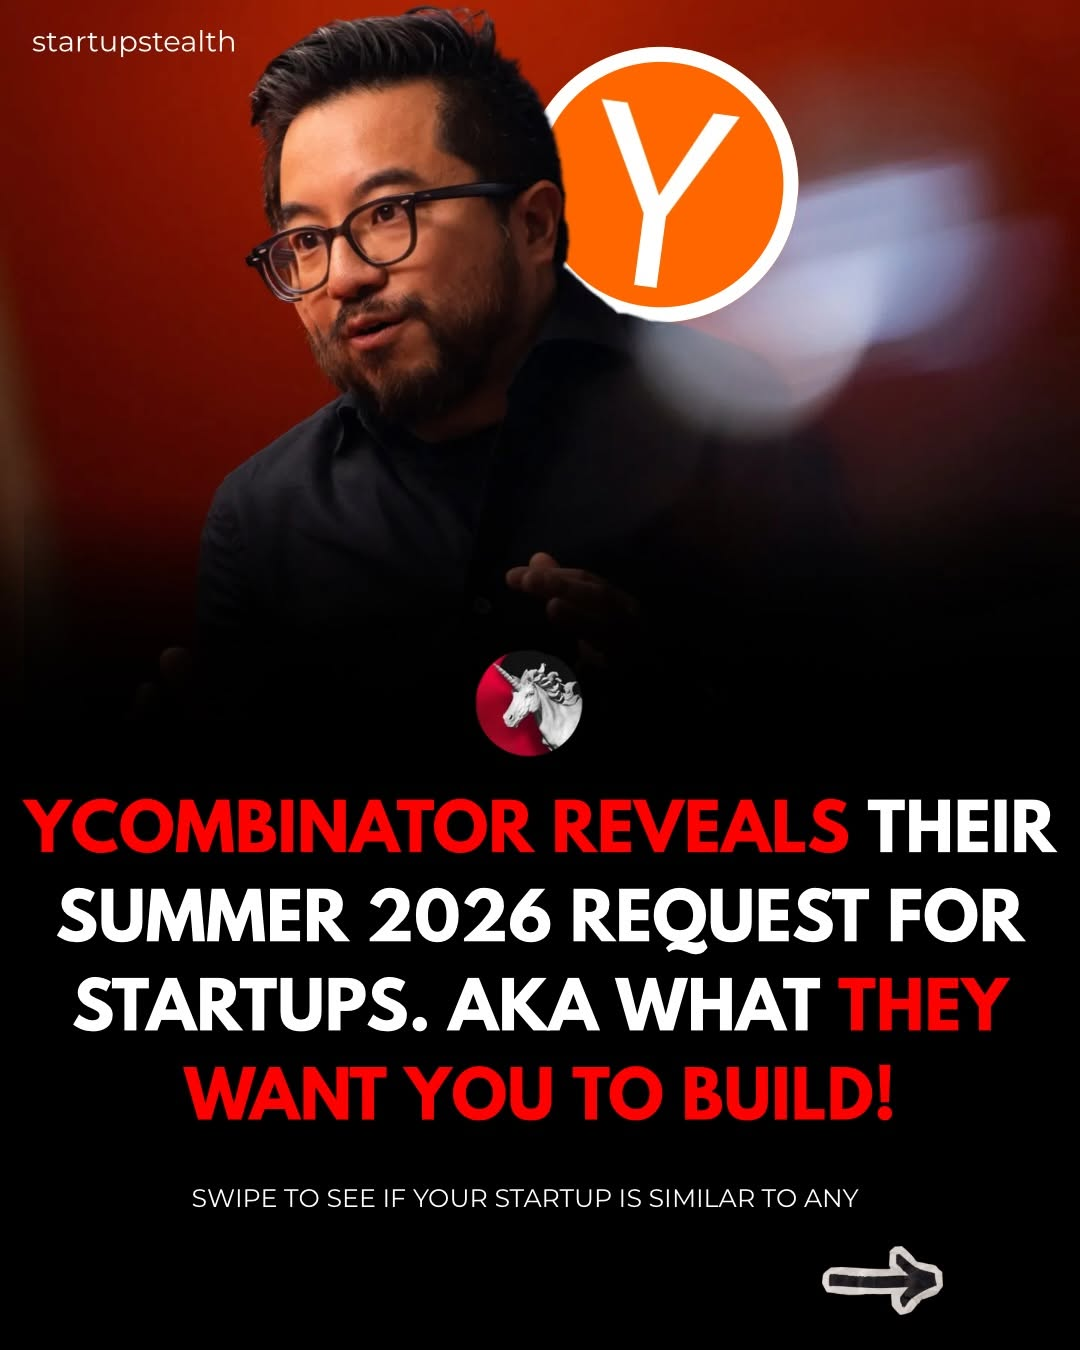 startupstealth
Y
YCOMBINATOR REVEALS THEIR
SUMMER 2026 REQUEST FOR
STARTUPS. AKA WHAT THEY
WANT YOU TO BUILD!
SWIPE TO SEE IF YOUR STARTUP IS SIMILAR TO ANY